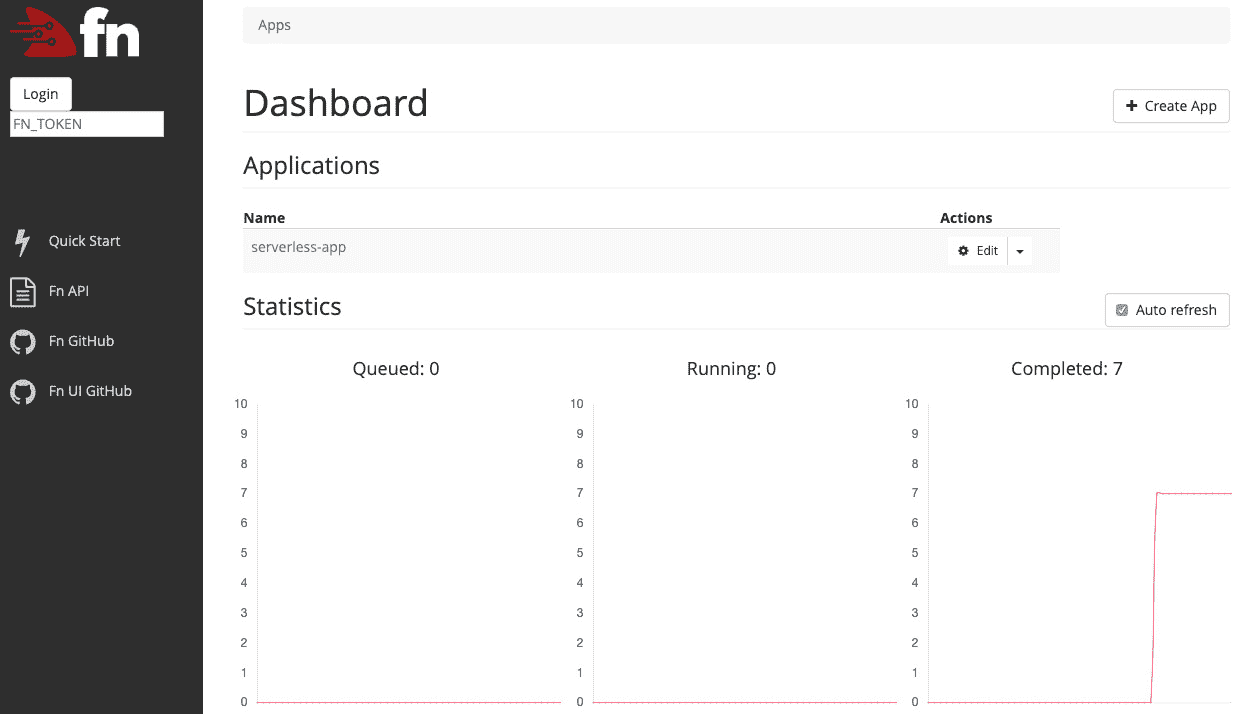 fn
Login
FN_TOKEN
Quick Start
Fn API
Fn GitHub
Fn UI GitHub
Apps
Dashboard
Create App
Applications
Name Actions
serverless-app Edit
Statistics
Auto refresh
Queued: 0
10
9
8
7
6
5
4
3
2
1
0
Running: 0
10
9
8
7
6
5
4
3
2
1
0
Completed: 7
10
9
8
7
6
5
4
3
2
1
0